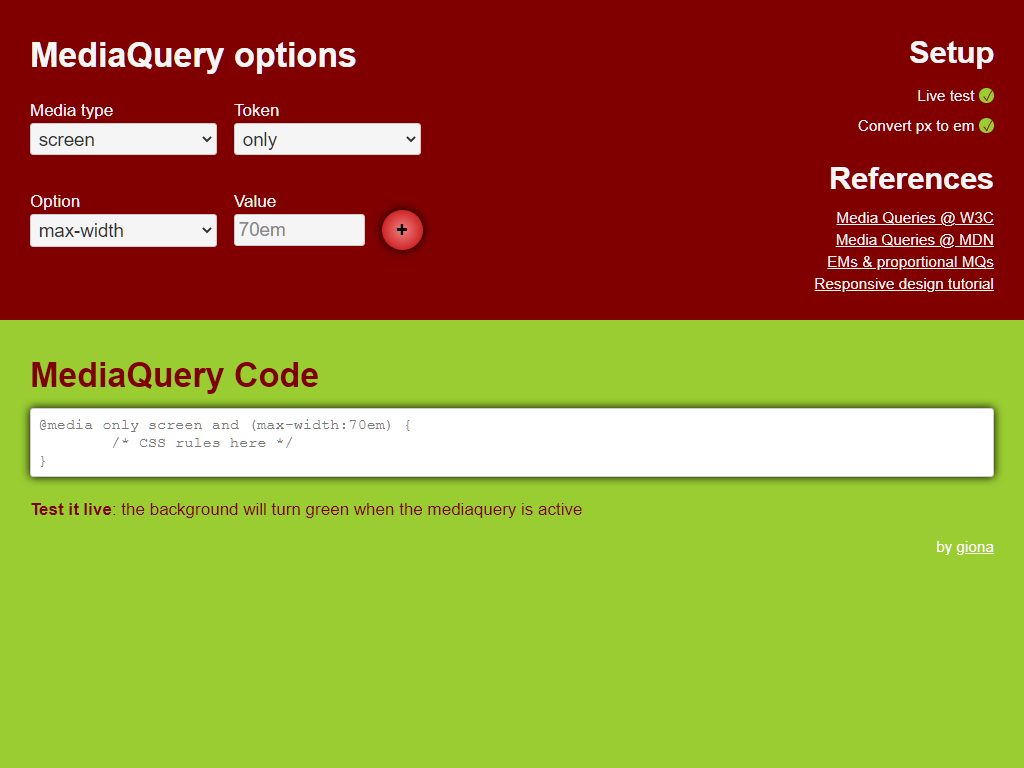 MediaQuery options
Media type
Token
screen
only
Option
Value
max-width
70em
+
Setup
Live test ✓
Convert px to em ✓
References
Media Queries @ W3C
Media Queries @ MDN
EMs & proportional MQs
Responsive design tutorial
MediaQuery Code
@media only screen and (max-width:70em) {
/* CSS rules here */
}
Test it live: the background will turn green when the mediaquery is active
by giona